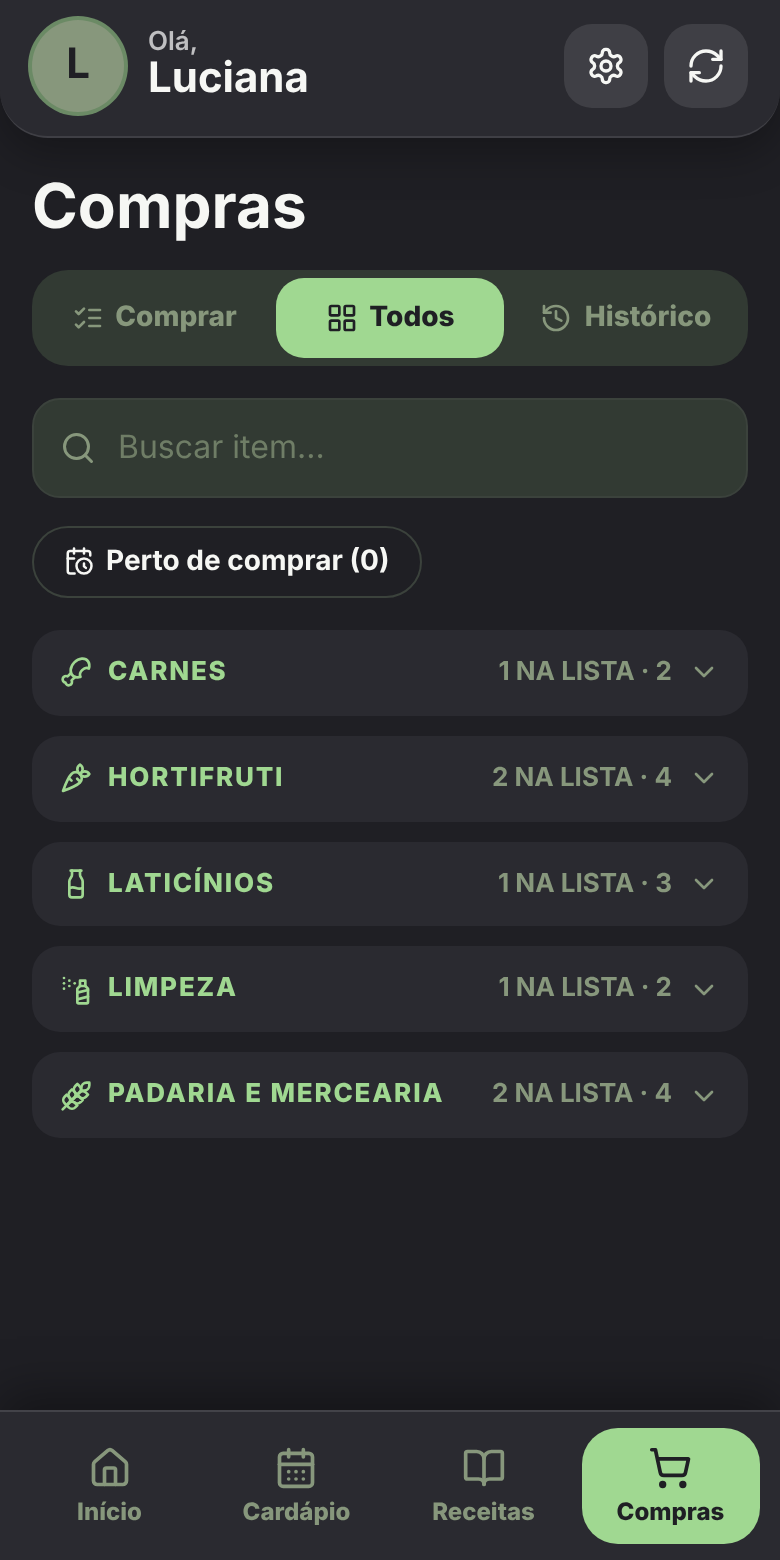 L
Olá,
Luciana
Compras
Comprar
Todos
Histórico
Buscar item...
Perto de comprar (0)
CARNES
1 NA LISTA · 2
HORTIFRUTI
2 NA LISTA · 4
LATICÍNIOS
1 NA LISTA · 3
LIMPEZA
1 NA LISTA · 2
PADARIA E MERCEARIA
2 NA LISTA · 4
Início
Cardápio
Receitas
Compras